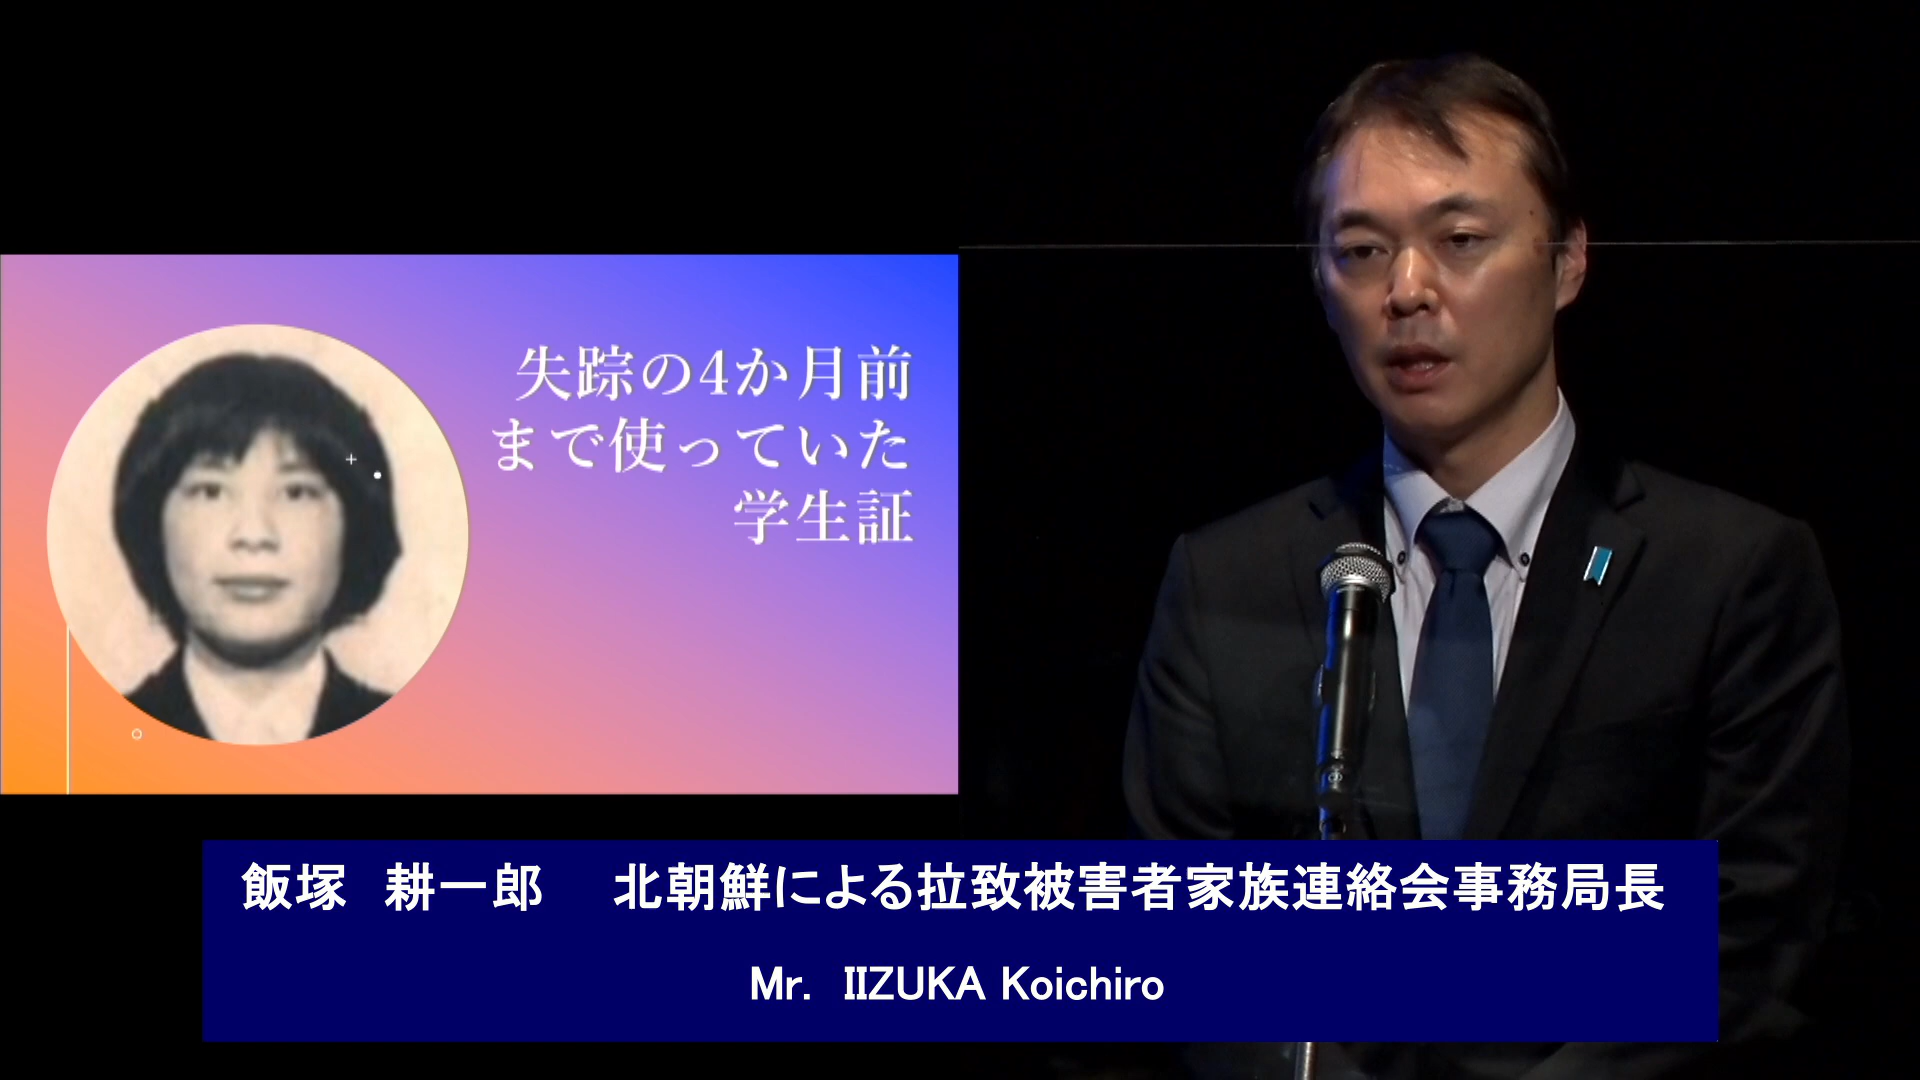 失踪の4か月前
まで使っていた
学生証
飯塚　耕一郎　北朝鮮による拉致被害者家族連絡会事務局長
Mr. IIZUKA Koichiro